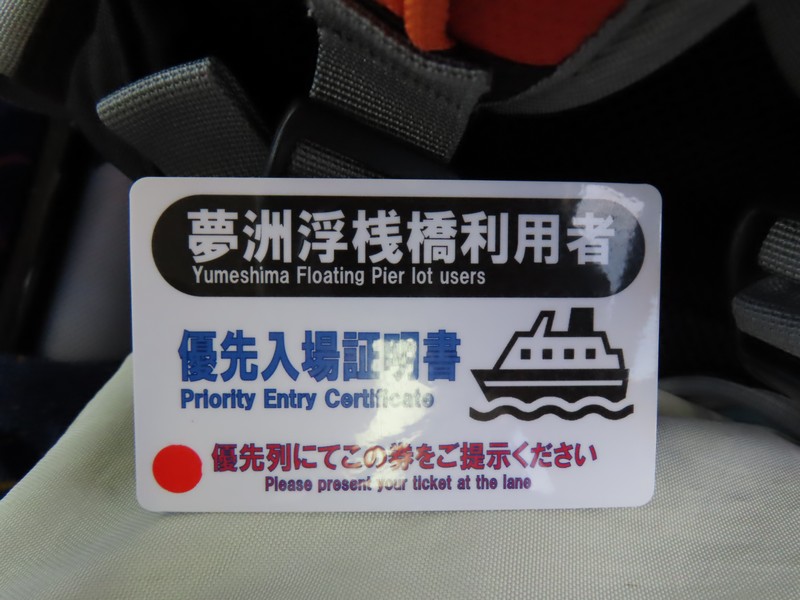 夢洲浮桟橋利用者
Yumeshima Floating Pier lot users
優先入場証明書
Priority Entry Certificate
優先列にてこの券をご提示ください
Please present your ticket at the lane